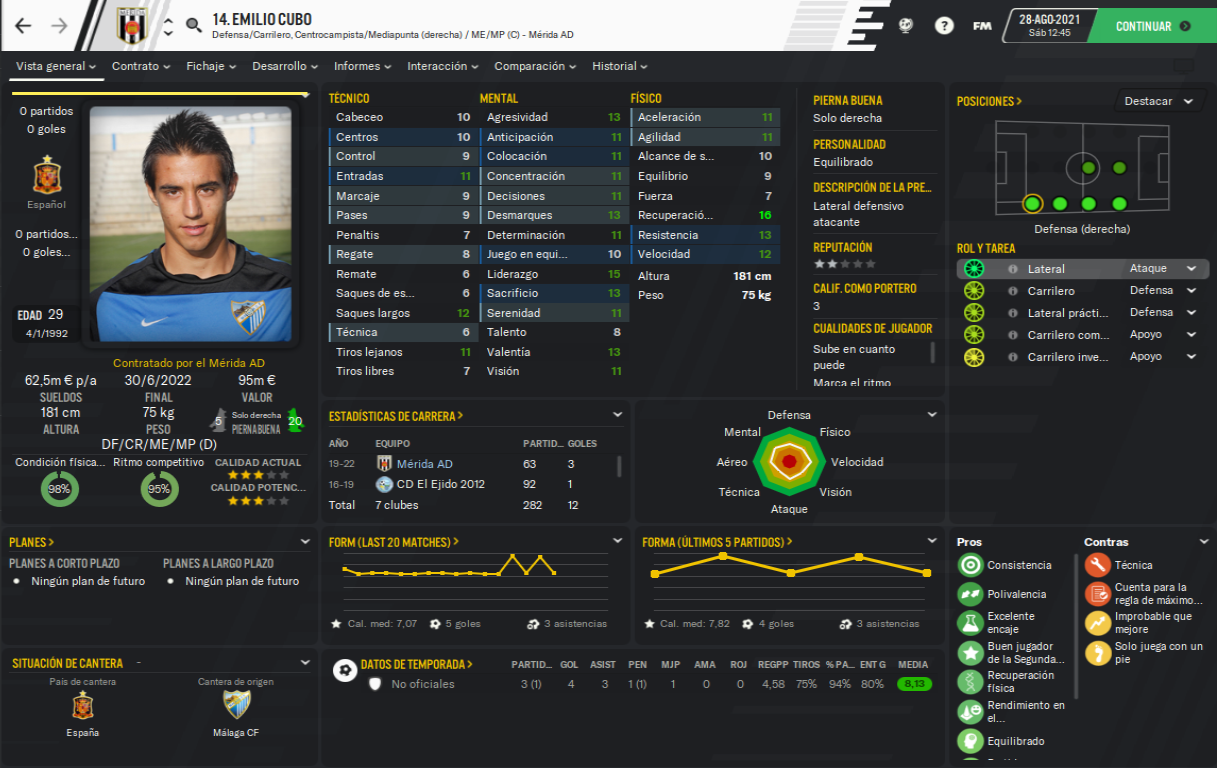 14. EMILIO CUBO
Defensa/Carrilero, Centrocampista/Mediapunta (derecha) / ME/MP (C) - Mérida AD
?
FM
28-AGO-2021
Sáb 12:45
CONTINUAR
Vista general Contrato Fichaje Desarrollo Informes Interacción Comparación Historial
0 partidos
0 goles
Español
0 partidos...
0 goles...
EDAD 29
4/1/1992
Contratado por el Mérida AD
62,5m € p/a 30/6/2022 95m €
SUELDOS FINAL VALOR
181 cm 75 kg 5 Solo derecha 20
ALTURA PESO PIERNA BUENA
DF/CR/ME/MP (D)
Condición física... Ritmo competitivo CALIDAD ACTUAL
98% 95%
CALIDAD POTENC...
TÉCNICO
Cabeceo 10
Centros 10
Control 9
Entradas 11
Marcaje 9
Pases 9
Penaltis 7
Regate 8
Remate 6
Saques de es... 6
Saques largos 12
Técnica 6
Tiros lejanos 11
Tiros libres 7
MENTAL
Agresividad 13
Anticipación 11
Colocación 11
Concentración 11
Decisiones 11
Desmarques 13
Determinación 11
Juego en equi... 10
Liderazgo 15
Sacrificio 13
Serenidad 11
Talento 8
Valentía 13
Visión 11
FÍSICO
Aceleración 11
Agilidad 11
Alcance de s... 10
Equilibrio 9
Fuerza 7
Recuperació... 16
Resistencia 13
Velocidad 12
Altura 181 cm
Peso 75 kg
PIERNA BUENA
Solo derecha
PERSONALIDAD
Equilibrado
DESCRIPCIÓN DE LA PRE...
Lateral defensivo
atacante
REPUTACIÓN
CALIF. COMO PORTERO
3
CUALIDADES DE JUGADOR
Sube en cuanto
puede
Marca el ritmo
POSICIONES >
Destacar
Defensa (derecha)
ROL Y TAREA
Lateral Ataque
Carrilero Defensa
Lateral prácti... Defensa
Carrilero com... Apoyo
Carrilero inve... Apoyo
ESTADÍSTICAS DE CARRERA >
AÑO EQUIPO PARTID... GOLES
19-22 Mérida AD 63 3
16-19 CD El Ejido 2012 92 1
Total 7 clubes 282 12
Defensa
Mental Físico
Aéreo Velocidad
Técnica Visión
Ataque
PLANES >
PLANES A CORTO PLAZO PLANES A LARGO PLAZO
Ningún plan de futuro Ningún plan de futuro
FORM (LAST 20 MATCHES) >
Cal. med: 7,07 5 goles 3 asistencias
FORMA (ÚLTIMOS 5 PARTIDOS) >
Cal. med: 7,82 4 goles 3 asistencias
Pros
Consistencia
Polivalencia
Excelente
encaje
Buen jugador
de la Segunda...
Recuperación
física
Rendimiento en
el...
Equilibrado
Contras
Técnica
Cuenta para la
regla de máximo...
Improbable que
mejore
Solo juega con un
pie
SITUACIÓN DE CANTERA -
País de cantera Cantera de origen
España Málaga CF
DATOS DE TEMPORADA > PARTID... GOL ASIST PEN MJP AMA ROJ REGPP TIROS % PA... ENT G MEDIA
No oficiales 3 (1) 4 3 1 (1) 1 0 0 4,58 75% 94% 80% 8,13